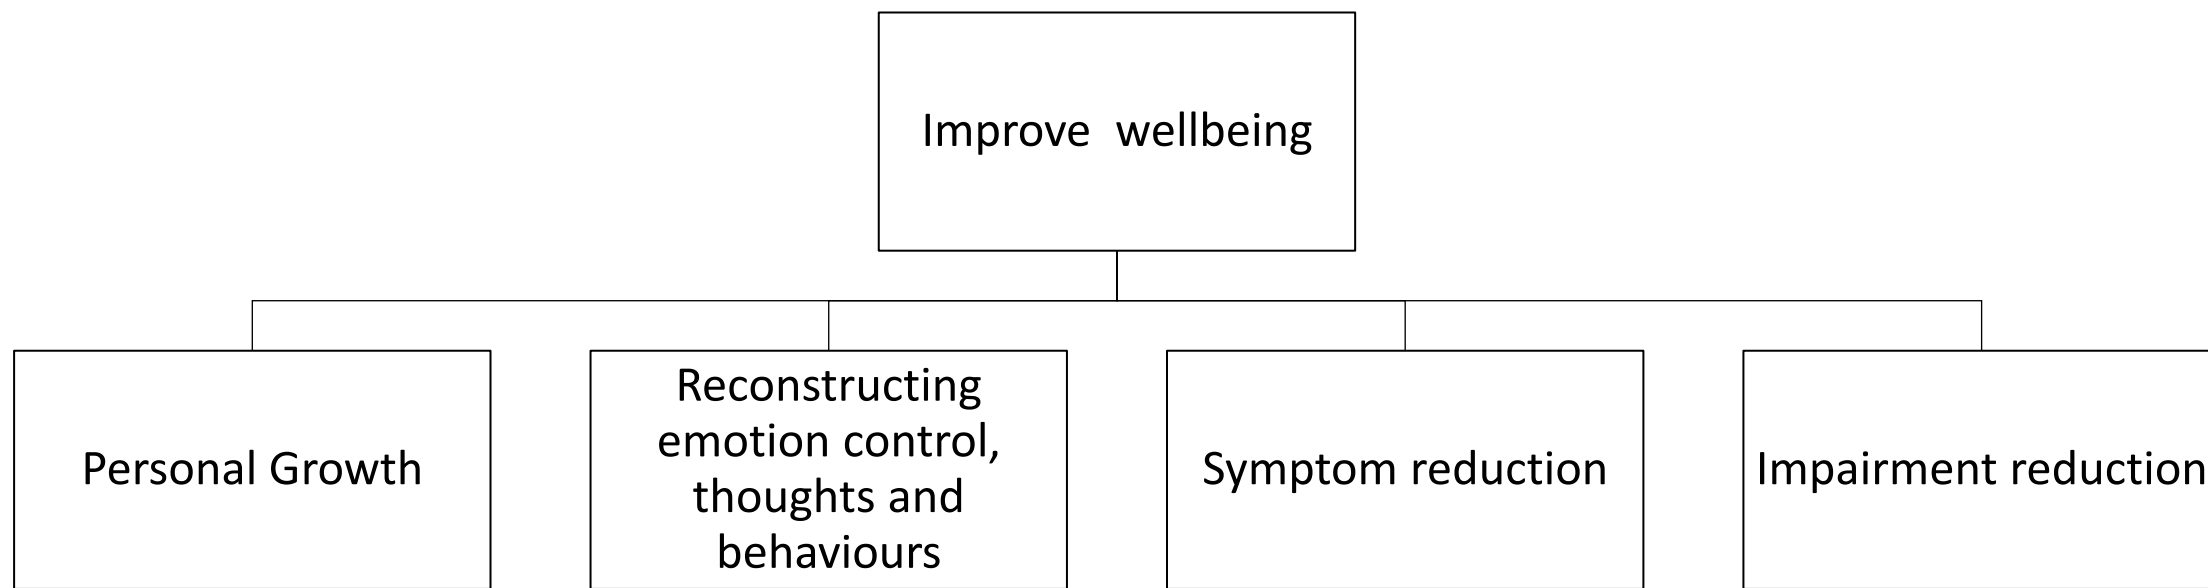 Improve  wellbeing
Personal Growth
Reconstructing
emotion control,
thoughts and
behaviours
Symptom reduction
Impairment reduction